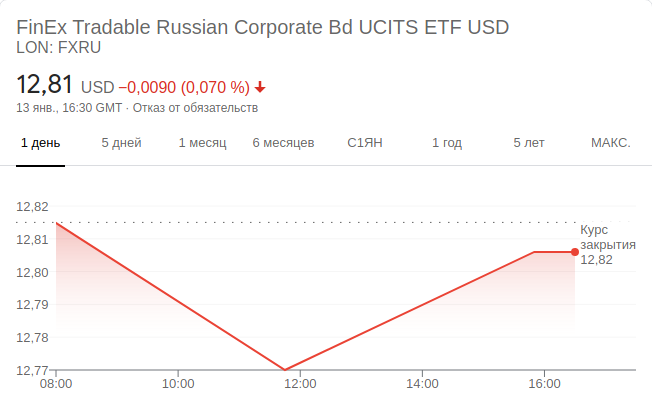 FinEx Tradable Russian Corporate Bd UCITS ETF USD
LON: FXRU
12,81 USD −0,0090 (0,070 %)
13 янв., 16:30 GMT · Отказ от обязательств
1 день 5 дней 1 месяц 6 месяцев С1ЯН 1 год 5 лет МАКС.
12,82
Курс
12,81
закрытия
12,82
12,80
12,79
12,78
12,77
08:00 10:00 12:00 14:00 16:00